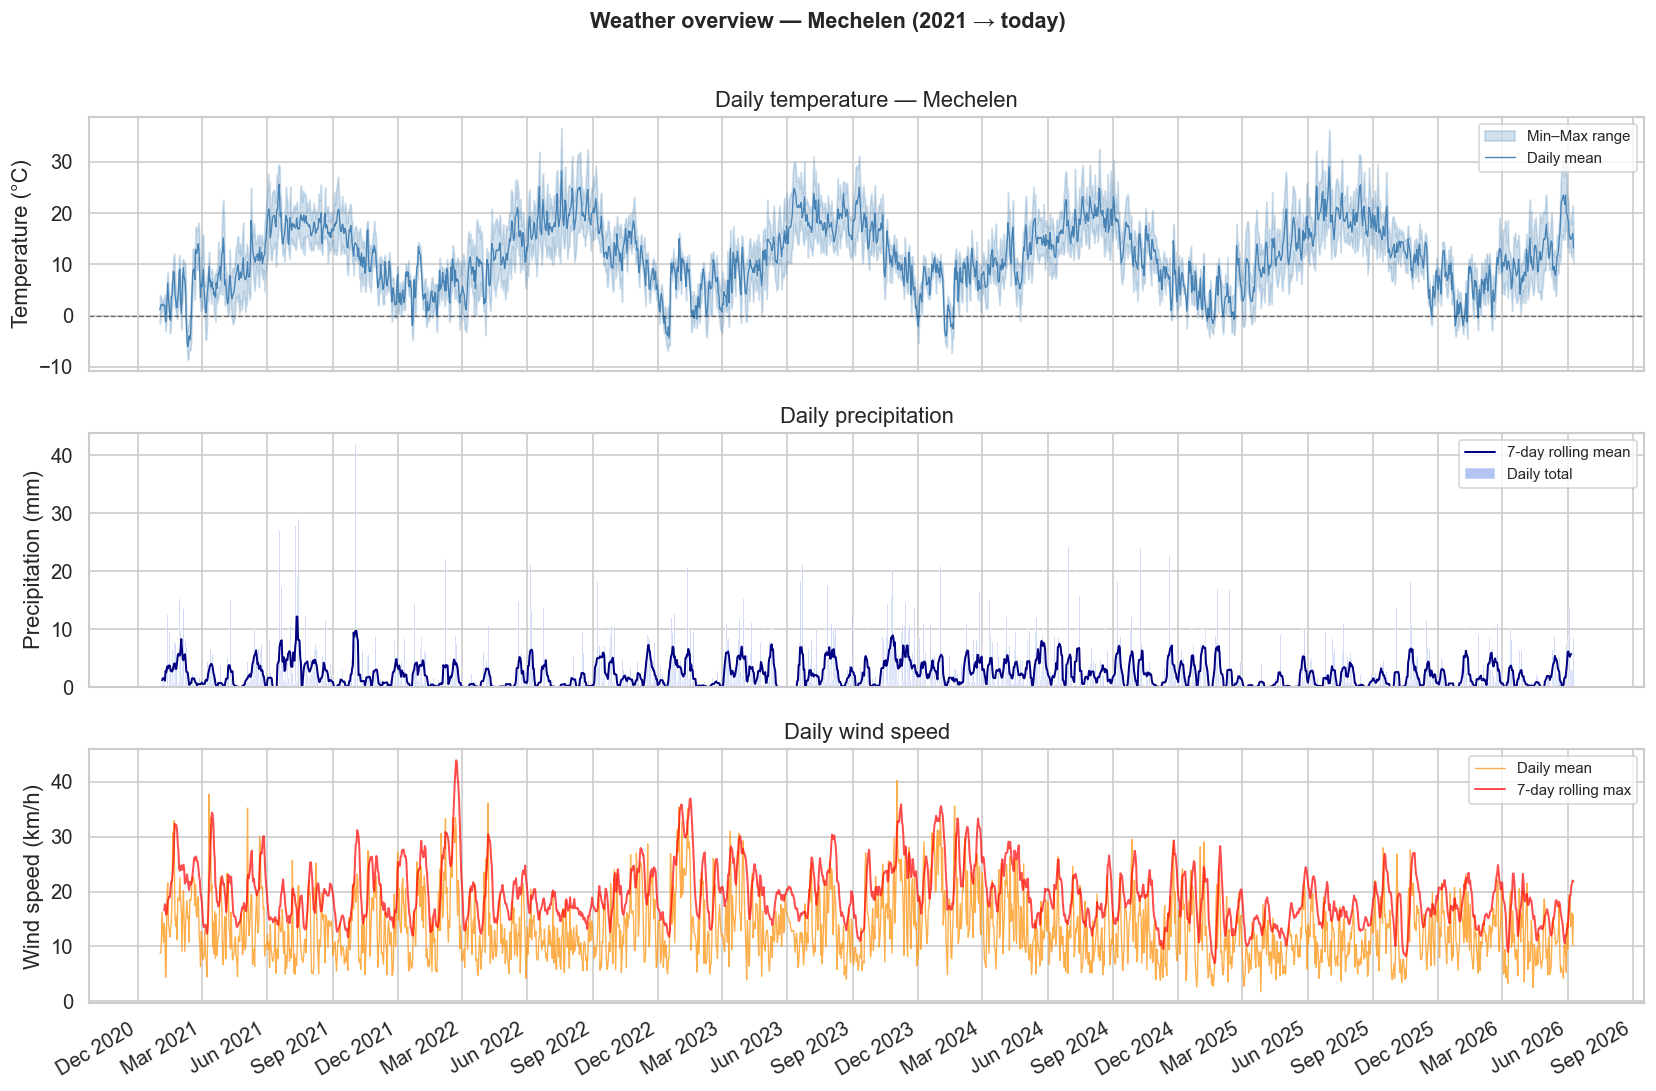 Weather overview — Mechelen (2021 → today)
Daily temperature — Mechelen
Temperature (°C)
30
20
10
0
−10
Min–Max range
Daily mean
Daily precipitation
Precipitation (mm)
40
30
20
10
0
7-day rolling mean
Daily total
Daily wind speed
Wind speed (km/h)
40
30
20
10
0
Daily mean
7-day rolling max
Dec 2020
Mar 2021
Jun 2021
Sep 2021
Dec 2021
Mar 2022
Jun 2022
Sep 2022
Dec 2022
Mar 2023
Jun 2023
Sep 2023
Dec 2023
Mar 2024
Jun 2024
Sep 2024
Dec 2024
Mar 2025
Jun 2025
Sep 2025
Dec 2025
Mar 2026
Jun 2026
Sep 2026